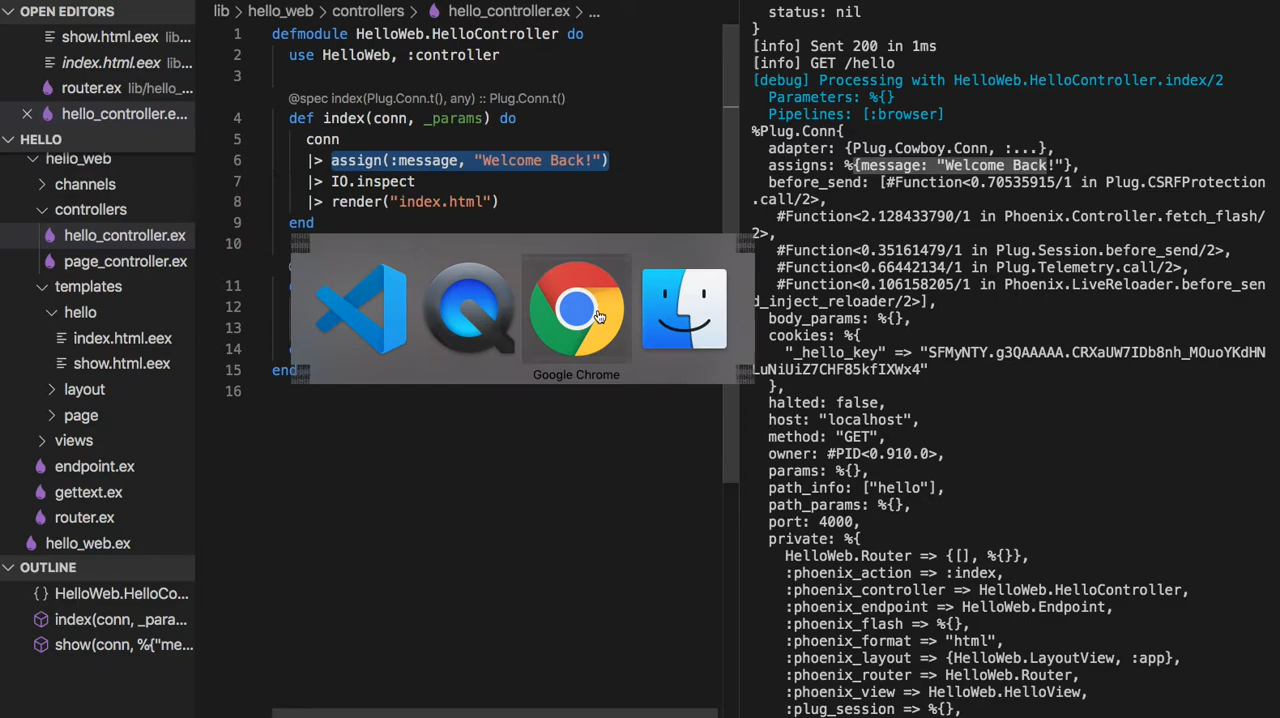 OPEN EDITORS
show.html.eex lib...
index.html.eex lib...
router.ex lib/hello_...
hello_controller.e...
HELLO
hello_web
channels
controllers
hello_controller.ex
page_controller.ex
templates
hello
index.html.eex
show.html.eex
layout
page
views
endpoint.ex
gettext.ex
router.ex
hello_web.ex
OUTLINE
HelloWeb.HelloCo...
index(conn, _para...
show(conn, %{"me...
lib > hello_web > controllers > hello_controller.ex > ...
1 defmodule HelloWeb.HelloController do
2 use HelloWeb, :controller
3
@spec index(Plug.Conn.t(), any) :: Plug.Conn.t()
4 def index(conn, _params) do
5 conn
6 |> assign(:message, "Welcome Back!")
7 |> IO.inspect
8 |> render("index.html")
9 end
10
11
12
13
14
15 end
16
Google Chrome
status: nil
}
[info] Sent 200 in 1ms
[info] GET /hello
[debug] Processing with HelloWeb.HelloController.index/2
Parameters: %{}
Pipelines: [:browser]
%Plug.Conn{
adapter: {Plug.Cowboy.Conn, :...},
assigns: %{message: "Welcome Back!"},
before_send: [#Function<0.70535915/1 in Plug.CSRFProtection
.call/2>,
#Function<2.128433790/1 in Phoenix.Controller.fetch_flash/
2>,
#Function<0.35161479/1 in Plug.Session.before_send/2>,
#Function<0.66442134/1 in Plug.Telemetry.call/2>,
#Function<0.106158205/1 in Phoenix.LiveReloader.before_sen
d_inject_reloader/2>],
body_params: %{},
cookies: %{
"_hello_key" => "SFMyNTY.g3QAAAAA.CRXaUW7IDb8nh_MOuoYKdHN
LuNiUiZ7CHF85kfIXWx4"
},
halted: false,
host: "localhost",
method: "GET",
owner: #PID<0.910.0>,
params: %{},
path_info: ["hello"],
path_params: %{},
port: 4000,
private: %{
HelloWeb.Router => {[], %{}},
:phoenix_action => :index,
:phoenix_controller => HelloWeb.HelloController,
:phoenix_endpoint => HelloWeb.Endpoint,
:phoenix_flash => %{},
:phoenix_format => "html",
:phoenix_layout => {HelloWeb.LayoutView, :app},
:phoenix_router => HelloWeb.Router,
:phoenix_view => HelloWeb.HelloView,
:plug_session => %{},